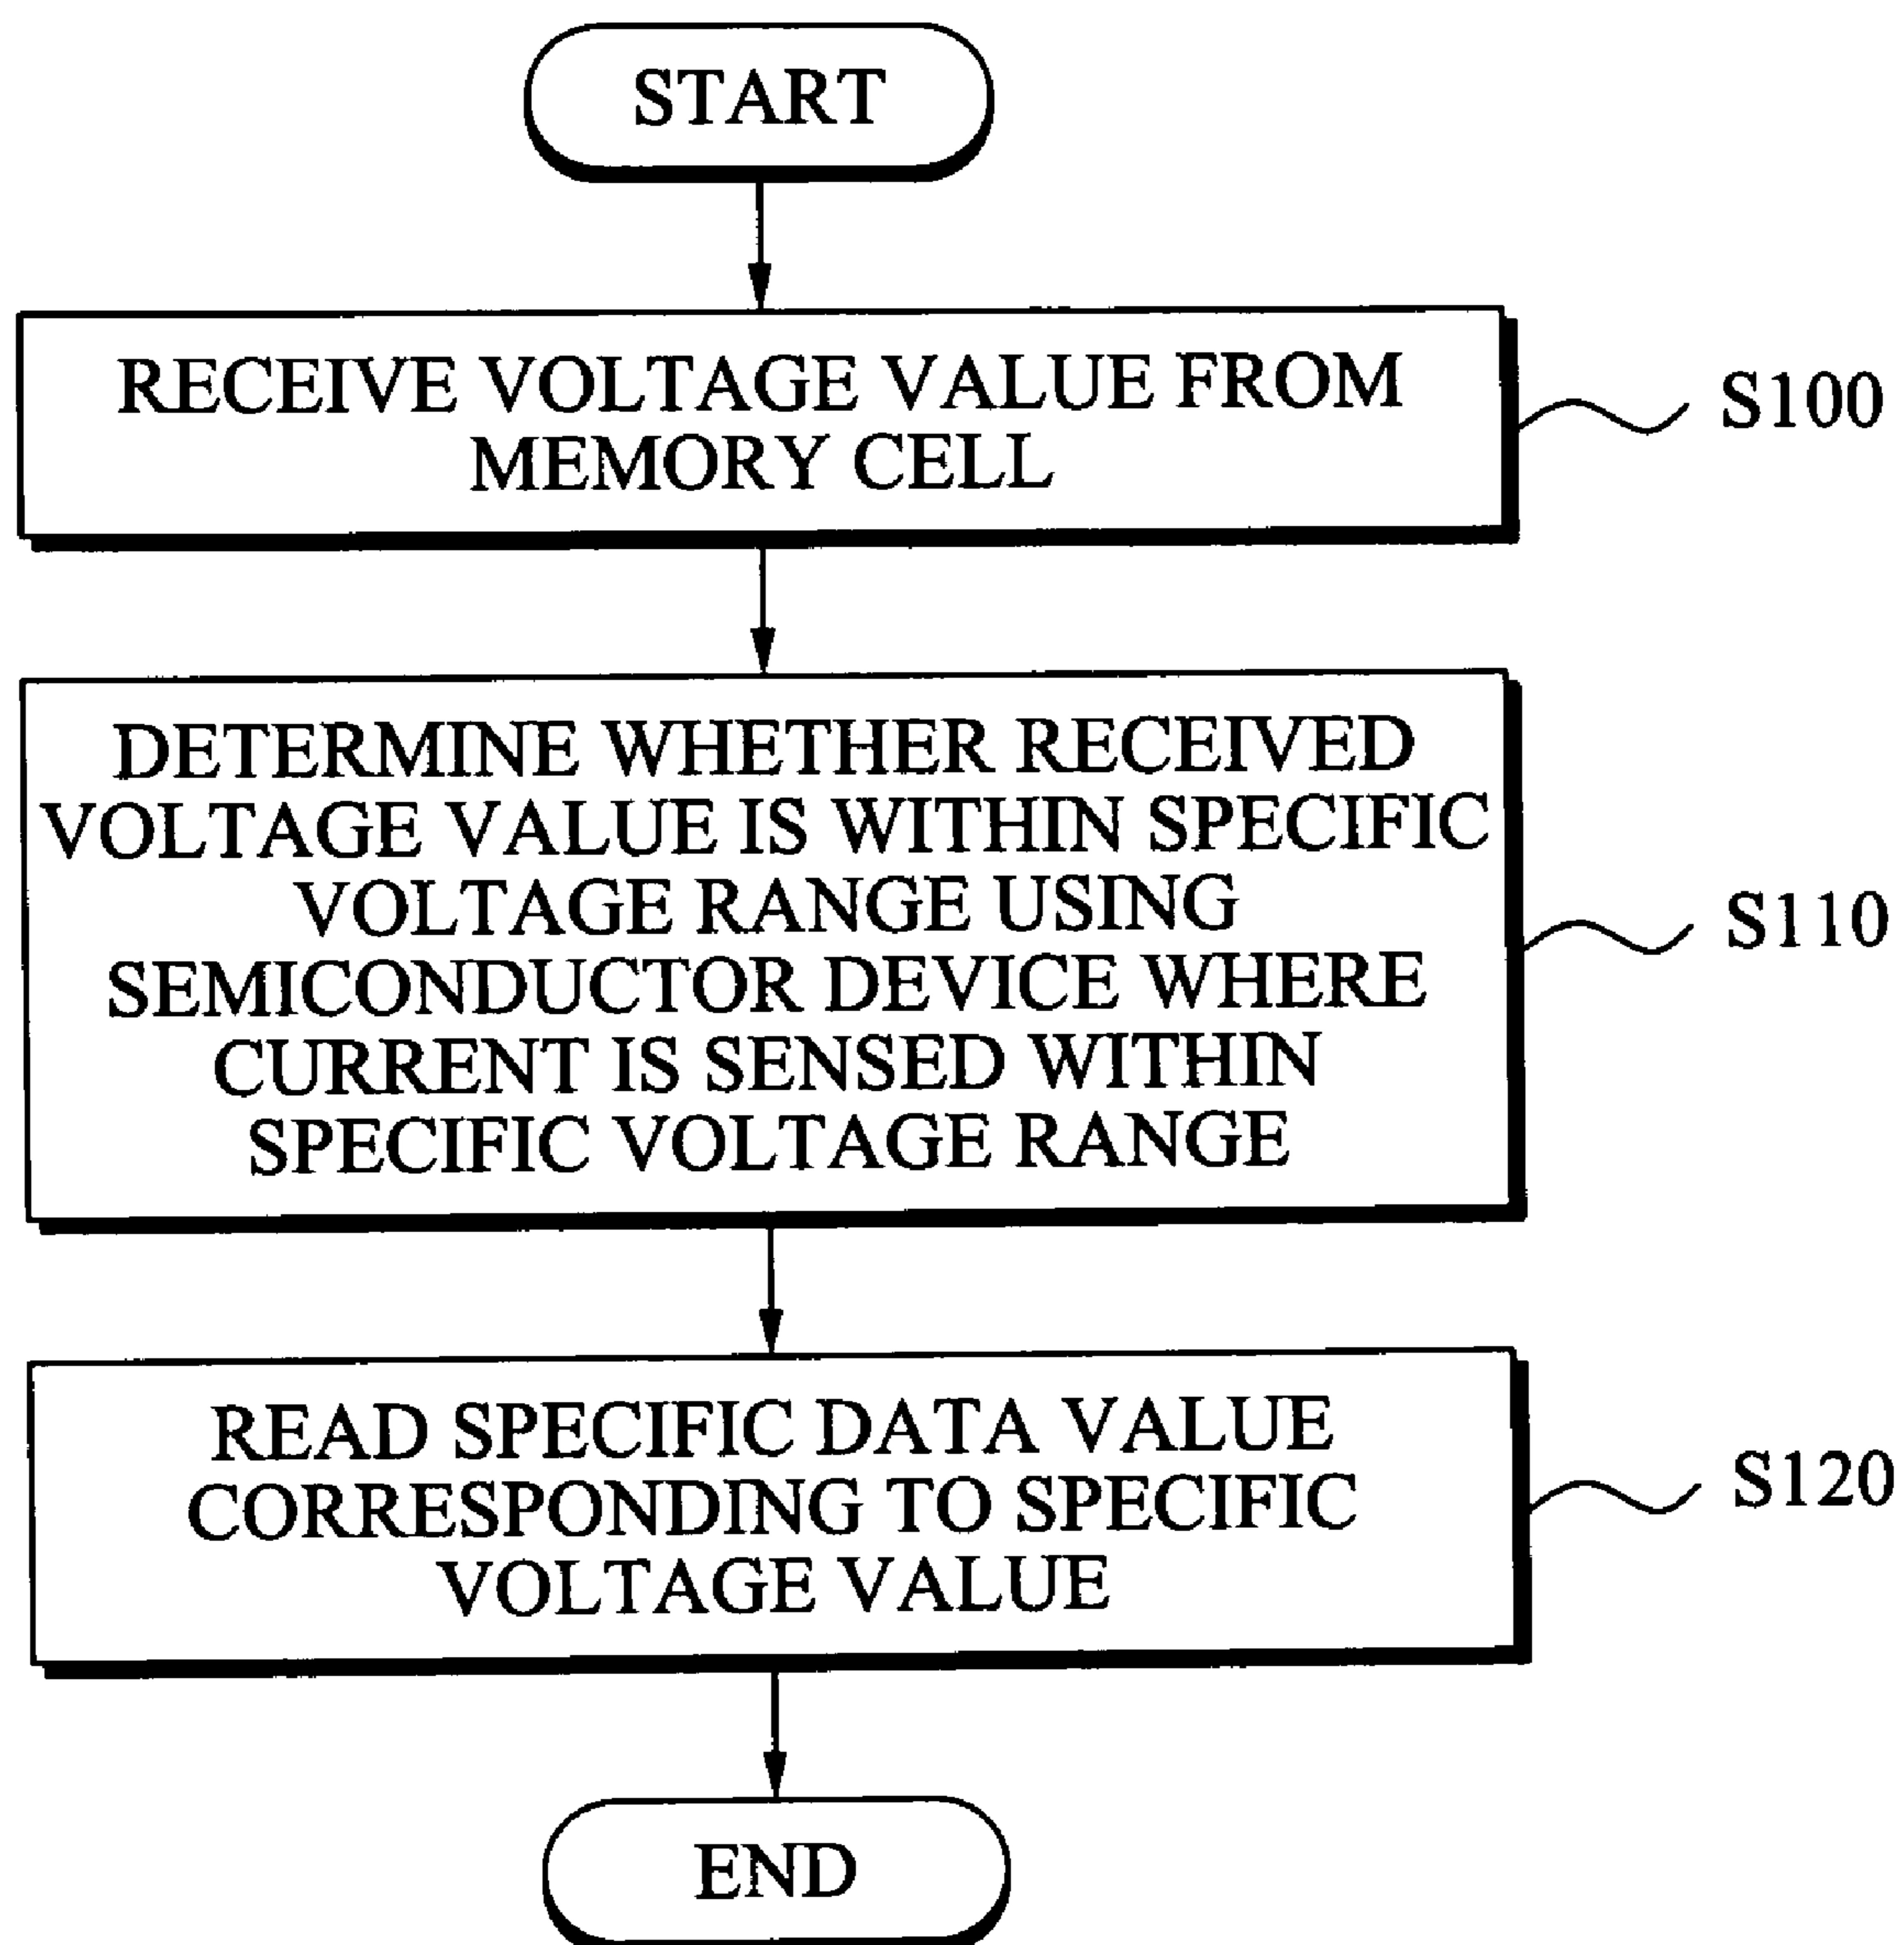 START
RECEIVE VOLTAGE VALUE FROM
MEMORY CELL
S100
DETERMINE WHETHER RECEIVED
VOLTAGE VALUE IS WITHIN SPECIFIC
VOLTAGE RANGE USING
SEMICONDUCTOR DEVICE WHERE
CURRENT IS SENSED WITHIN
SPECIFIC VOLTAGE RANGE
S110
READ SPECIFIC DATA VALUE
CORRESPONDING TO SPECIFIC
VOLTAGE VALUE
S120
END